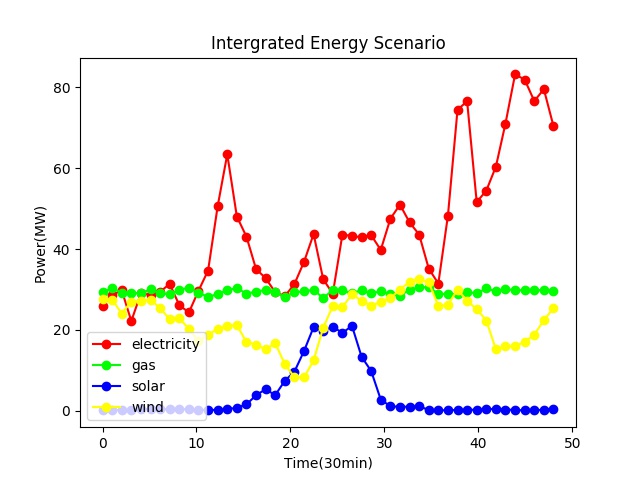 Intergrated Energy Scenario
Power(MW)
80
60
40
20
0
electricity
gas
solar
wind
0 10 20 30 40 50
Time(30min)